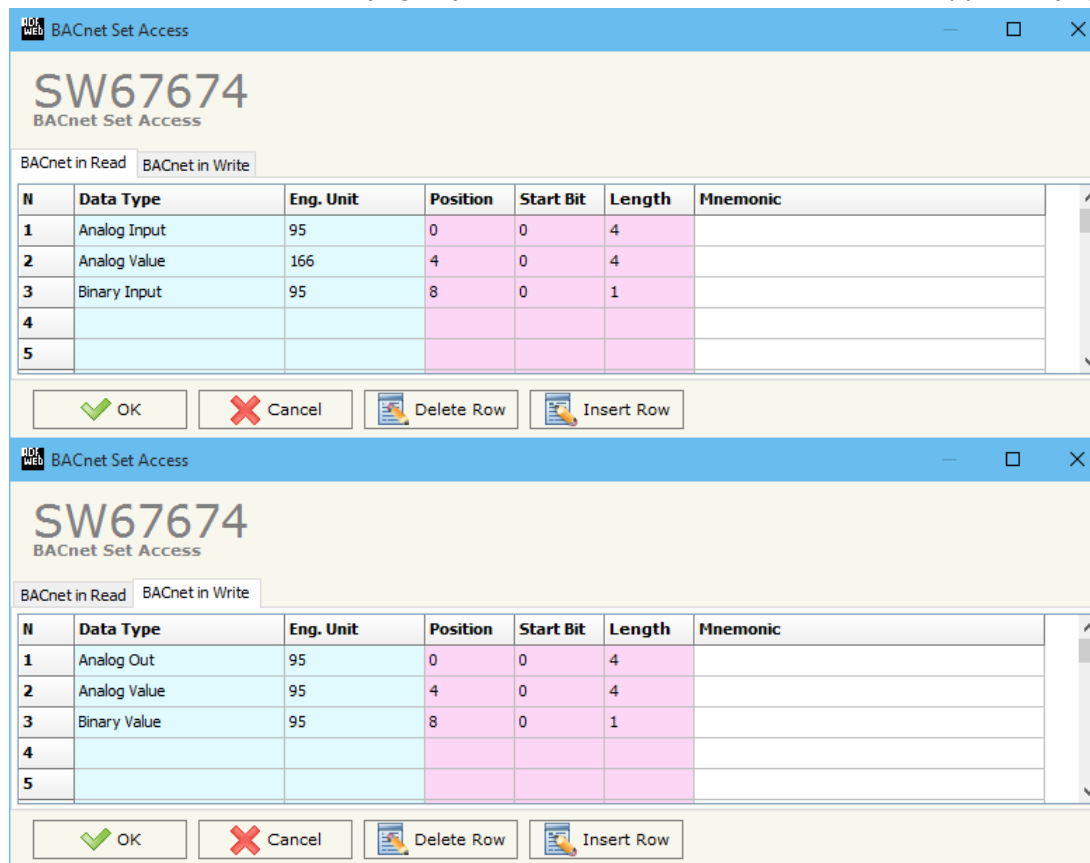 ADF WEB BACnet Set Access
SW67674
BACnet Set Access
BACnet in Read BACnet in Write
N Data Type Eng. Unit Position Start Bit Length Mnemonic
1 Analog Input 95 0 0 4
2 Analog Value 166 4 0 4
3 Binary Input 95 8 0 1
4
5
OK Cancel Delete Row Insert Row
ADF WEB BACnet Set Access
SW67674
BACnet Set Access
BACnet in Read BACnet in Write
N Data Type Eng. Unit Position Start Bit Length Mnemonic
1 Analog Out 95 0 0 4
2 Analog Value 95 4 0 4
3 Binary Value 95 8 0 1
4
5
OK Cancel Delete Row Insert Row